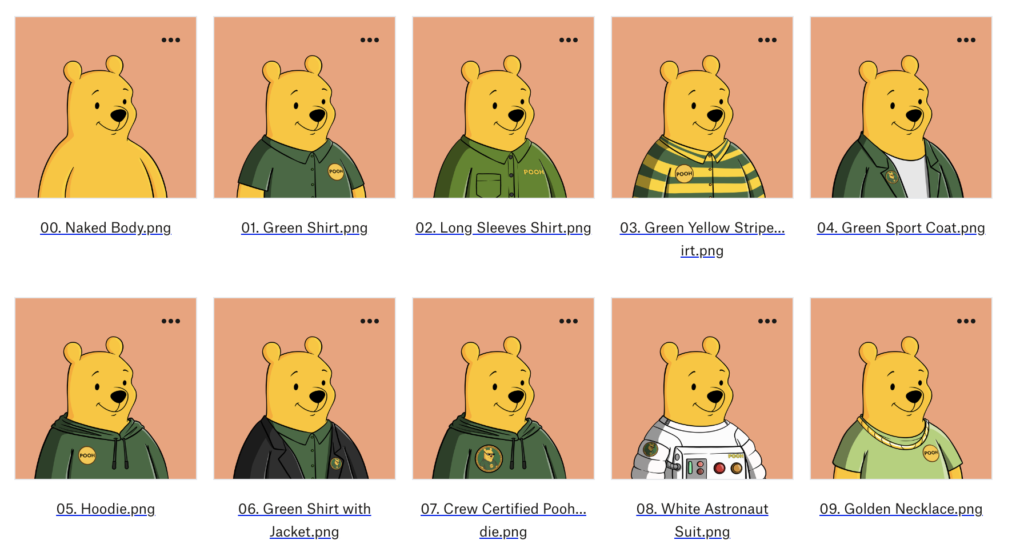 POOH
POOH
POOH
00. Naked Body.png
01. Green Shirt.png
02. Long Sleeves Shirt.png
03. Green Yellow Stripe...
irt.png
04. Green Sport Coat.png
POOH
POOH
POOH
05. Hoodie.png
06. Green Shirt with
Jacket.png
07. Crew Certified Pooh...
die.png
08. White Astronaut
Suit.png
09. Golden Necklace.png